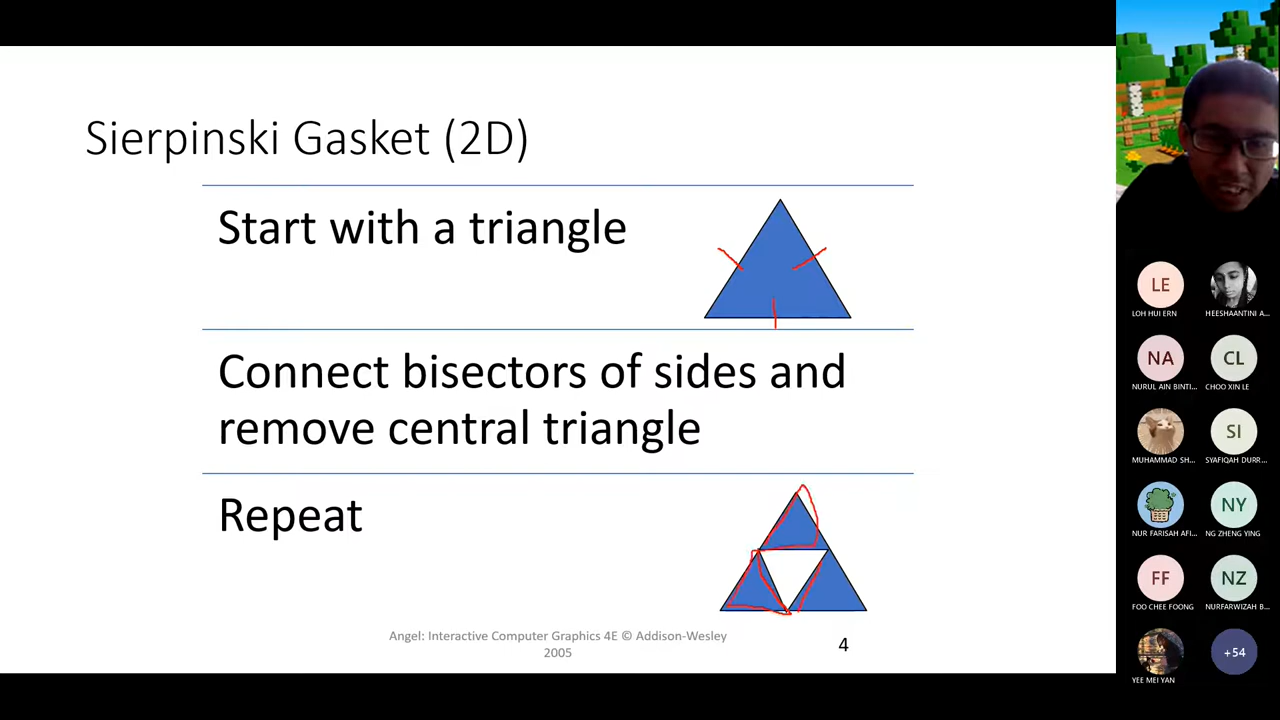 Sierpinski Gasket (2D)
Start with a triangle
Connect bisectors of sides and
remove central triangle
Repeat
Angel: Interactive Computer Graphics 4E © Addison-Wesley
2005
4
LE
LOH HUI ERN
HEESHAANTINI A...
NA
NURUL AIN BINTI...
CL
CHOO XIN LE
MUHAMMAD SH...
SI
SYAFIQAH DURR...
NUR FARISAH AFI...
NY
NG ZHENG YING
FF
FOO CHEE FOONG
NZ
NURFARWIZAH B...
YEE MEI YAN
+54